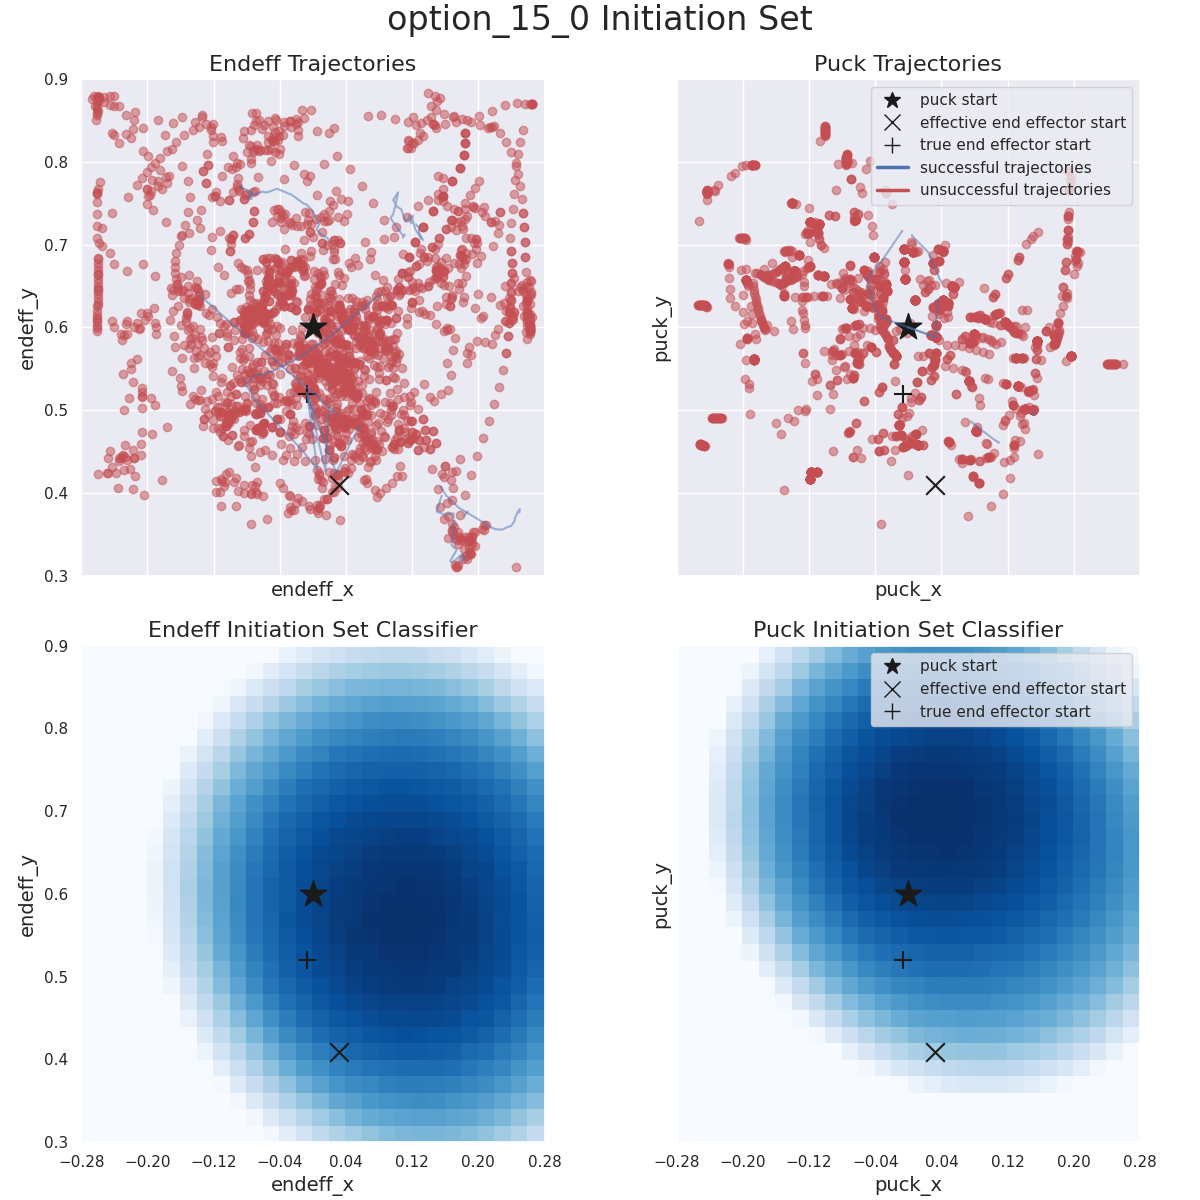 option_15_0 Initiation Set
Endeff Trajectories
0.9
0.8
0.7
0.6
0.5
0.4
0.3
endeff_y
endeff_x
Puck Trajectories
puck start
effective end effector start
true end effector start
successful trajectories
unsuccessful trajectories
puck_y
puck_x
Endeff Initiation Set Classifier
0.9
0.8
0.7
0.6
0.5
0.4
0.3
endeff_y
−0.28 −0.20 −0.12 −0.04 0.04 0.12 0.20 0.28
endeff_x
Puck Initiation Set Classifier
puck start
effective end effector start
true end effector start
puck_y
−0.28 −0.20 −0.12 −0.04 0.04 0.12 0.20 0.28
puck_x